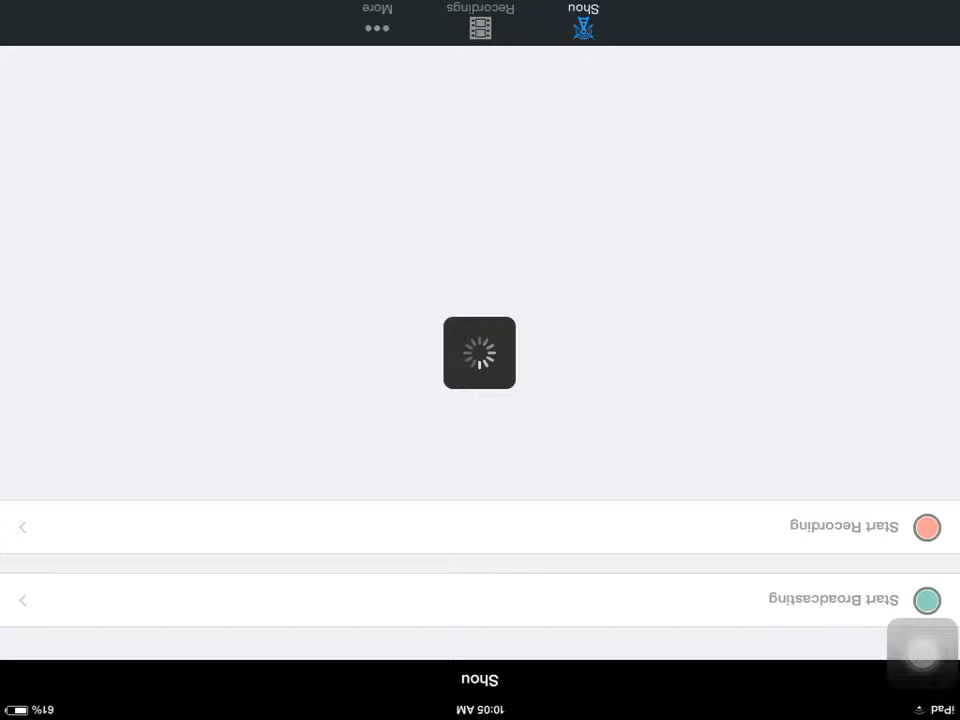 iPad 10:05 AM 61%
Shou
Start Broadcasting
Start Recording
Shou Recordings More